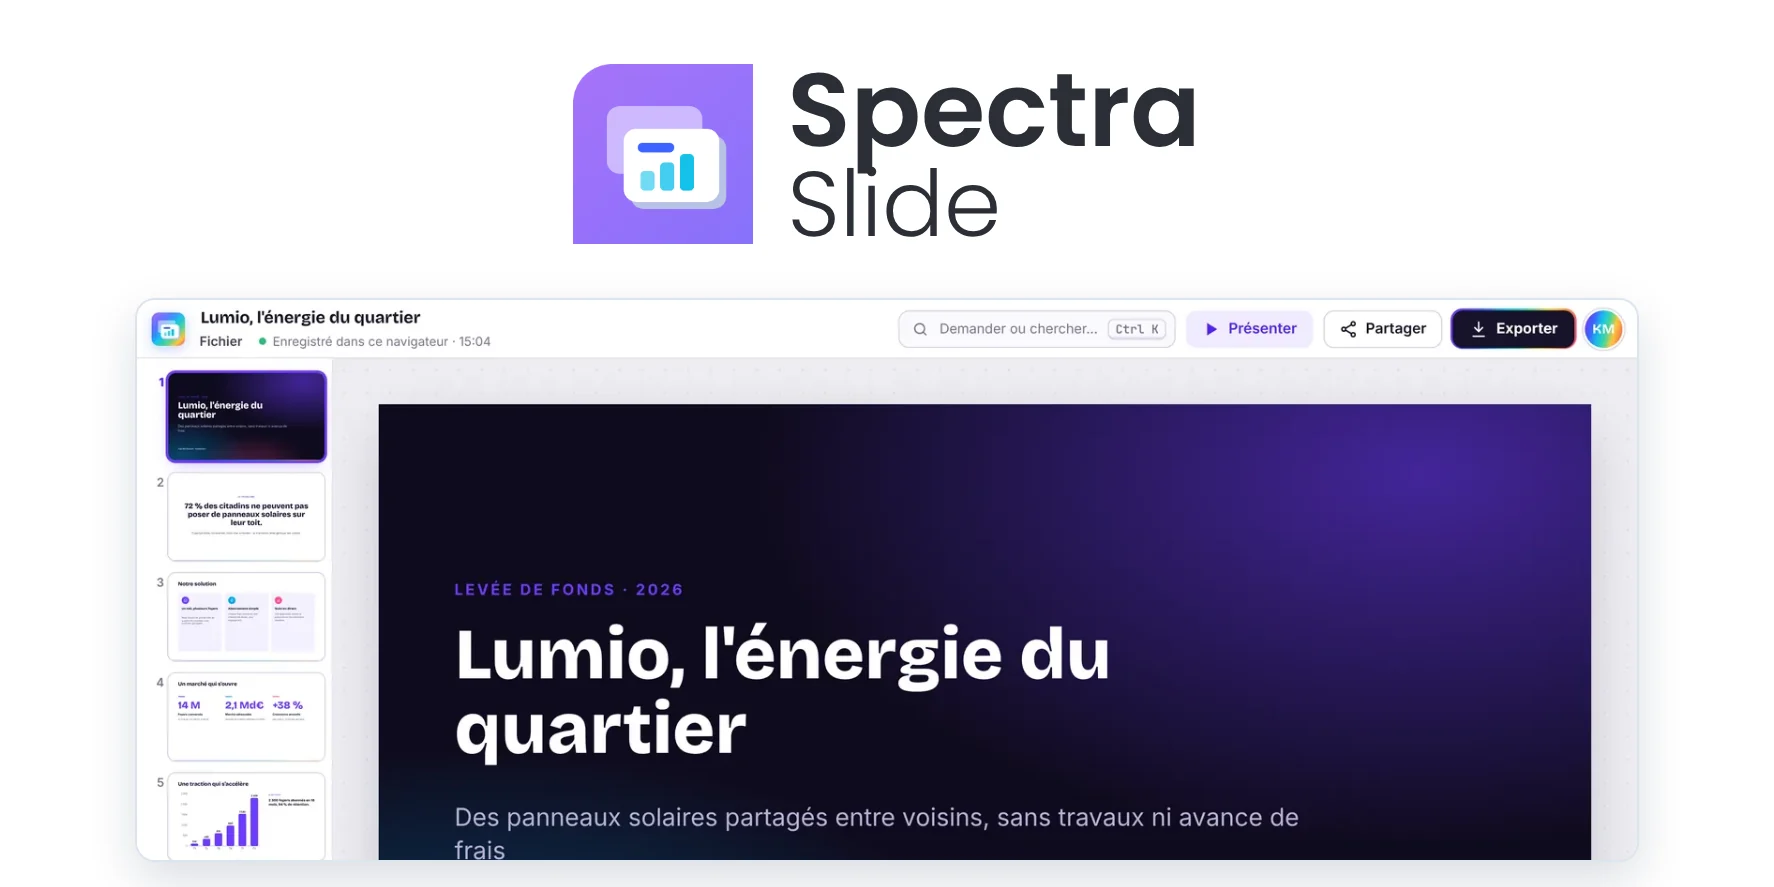 Spectra
Slide
Lumio, l'énergie du quartier
Fichier
Enregistré dans ce navigateur · 15:04
Demander ou chercher...
Ctrl K
Présenter
Partager
Exporter
KM
1
Lumio, l'énergie du
quartier
2
72 % des citadins ne peuvent pas
poser de panneaux solaires sur
leur toit.
3
Notre solution
4
Un marché qui s'ouvre
14 M
2,1 Md€
+38 %
5
Une traction qui s'accélère
LEVÉE DE FONDS · 2026
Lumio, l'énergie du
quartier
Des panneaux solaires partagés entre voisins, sans travaux ni avance de
frais